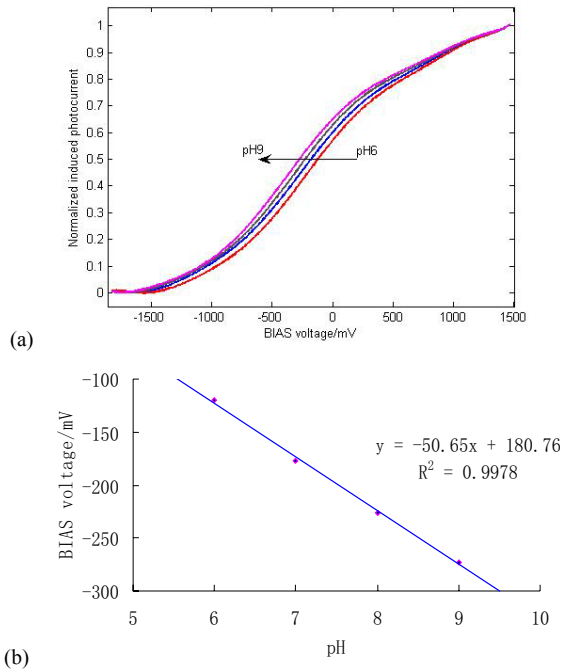 1
0.9
0.8
0.7
0.6
0.5
0.4
0.3
0.2
0.1
0
Normalized induced photocurrent
pH9
pH6
-1500
-1000
-500
0
500
1000
1500
BIAS voltage/mV
(a)
-100
-150
-200
-250
-300
BIAS voltage/mV
y = -50.65x + 180.76
R² = 0.9978
5
6
7
8
9
10
pH
(b)